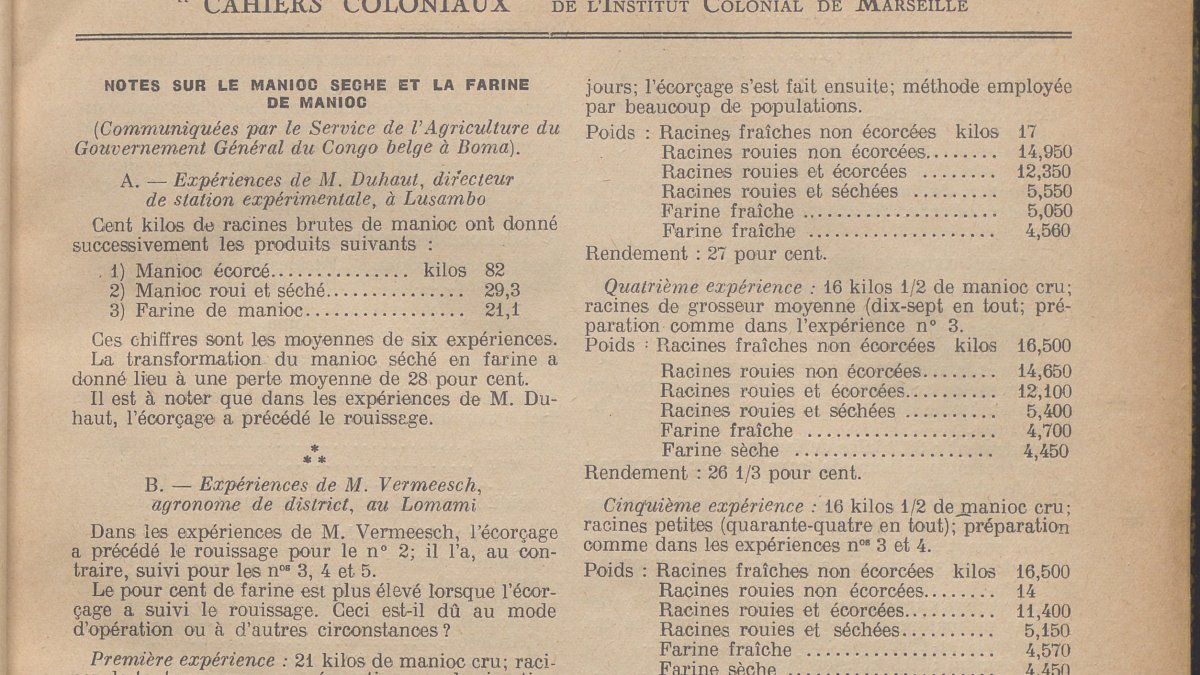 " CAHIERS COLONIAUX " DE L'INSTITUT COLONIAL DE MARSEILLE
NOTES SUR LE MANIOC SECHE ET LA FARINE
DE MANIOC
(Communiquées par le Service de l'Agriculture du
Gouvernement Général du Congo belge à Boma).
A. — Expériences de M. Duhaut, directeur
de station expérimentale, à Lusambo
Cent kilos de racines brutes de manioc ont donné
successivement les produits suivants :
1) Manioc écorcé............... kilos 82
2) Manioc roui et séché............... 29,3
3) Farine de manioc................. 21,1
Ces chiffres sont les moyennes de six expériences.
La transformation du manioc séché en farine a
donné lieu à une perte moyenne de 28 pour cent.
Il est à noter que dans les expériences de M. Du-
haut, l'écorçage a précédé le rouissage.
*
* *
B. — Expériences de M. Vermeesch,
agronome de district, au Lomami
Dans les expériences de M. Vermeesch, l'écorçage
a précédé le rouissage pour le n° 2; il l'a, au con-
traire, suivi pour les nos 3, 4 et 5.
Le pour cent de farine est plus élevé lorsque l'écor-
çage a suivi le rouissage. Ceci est-il dû au mode
d'opération ou à d'autres circonstances ?
Première expérience : 21 kilos de manioc cru; raci-
jours; l'écorçage s'est fait ensuite; méthode employée
par beaucoup de populations.
Poids : Racines fraîches non écorcées kilos 17
Racines rouies non écorcées........ 14,950
Racines rouies et écorcées ........ 12,350
Racines rouies et séchées ......... 5,550
Farine fraîche .................... 5,050
Farine fraîche .................... 4,560
Rendement : 27 pour cent.
Quatrième expérience : 16 kilos 1/2 de manioc cru;
racines de grosseur moyenne (dix-sept en tout; pré-
paration comme dans l'expérience n° 3.
Poids : Racines fraîches non écorcées kilos 16,500
Racines rouies non écorcées........ 14,650
Racines rouies et écorcées.......... 12,100
Racines rouies et séchées .......... 5,400
Farine fraîche .................... 4,700
Farine sèche ...................... 4,450
Rendement : 26 1/3 pour cent.
Cinquième expérience : 16 kilos 1/2 de manioc cru;
racines petites (quarante-quatre en tout); préparation
comme dans les expériences nos 3 et 4.
Poids : Racines fraîches non écorcées kilos 16,500
Racines rouies non écorcées........ 14
Racines rouies et écorcées.......... 11,400
Racines rouies et séchées.......... 5,150
Farine fraîche .................... 4,570
Farine sèche ...................... 4,450